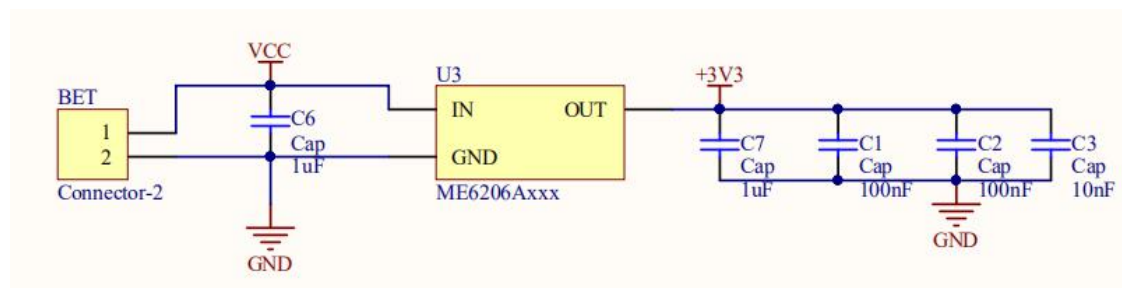 VCC
BET
1
2
Connector-2
C6
Cap
1uF
GND
U3
IN
OUT
GND
ME6206Axxx
+3V3
C7
Cap
1uF
C1
Cap
100nF
C2
Cap
100nF
C3
Cap
10nF
GND